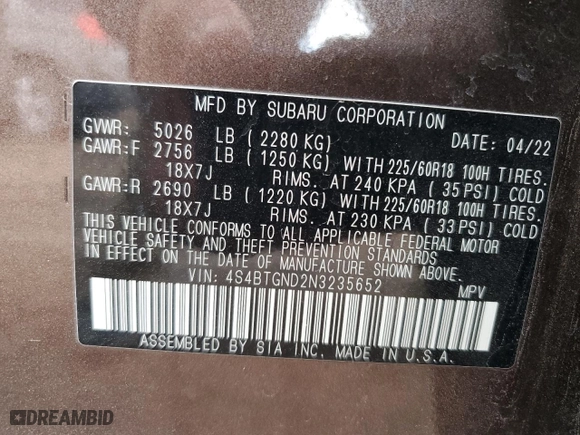 MFD BY SUBARU CORPORATION
GVWR: 5026 LB (2280 KG) DATE: 04/22
GAWR:F 2756 LB (1250 KG) WITH 225/60R18 100H TIRES.
18X7J RIMS. AT 240 KPA (35 PSI) COLD
GAWR:R 2690 LB (1220 KG) WITH 225/60R18 100H TIRES.
18X7J RIMS. AT 230 KPA (33 PSI) COLD
THIS VEHICLE CONFORMS TO ALL APPLICABLE FEDERAL MOTOR
VEHICLE SAFETY AND THEFT PREVENTION STANDARDS
IN EFFECT ON THE DATE OF MANUFACTURE SHOWN ABOVE.
VIN: 4S4BTGND2N3235652 MPV
ASSEMBLED BY SIA INC. MADE IN U.S.A.
DREAMBID